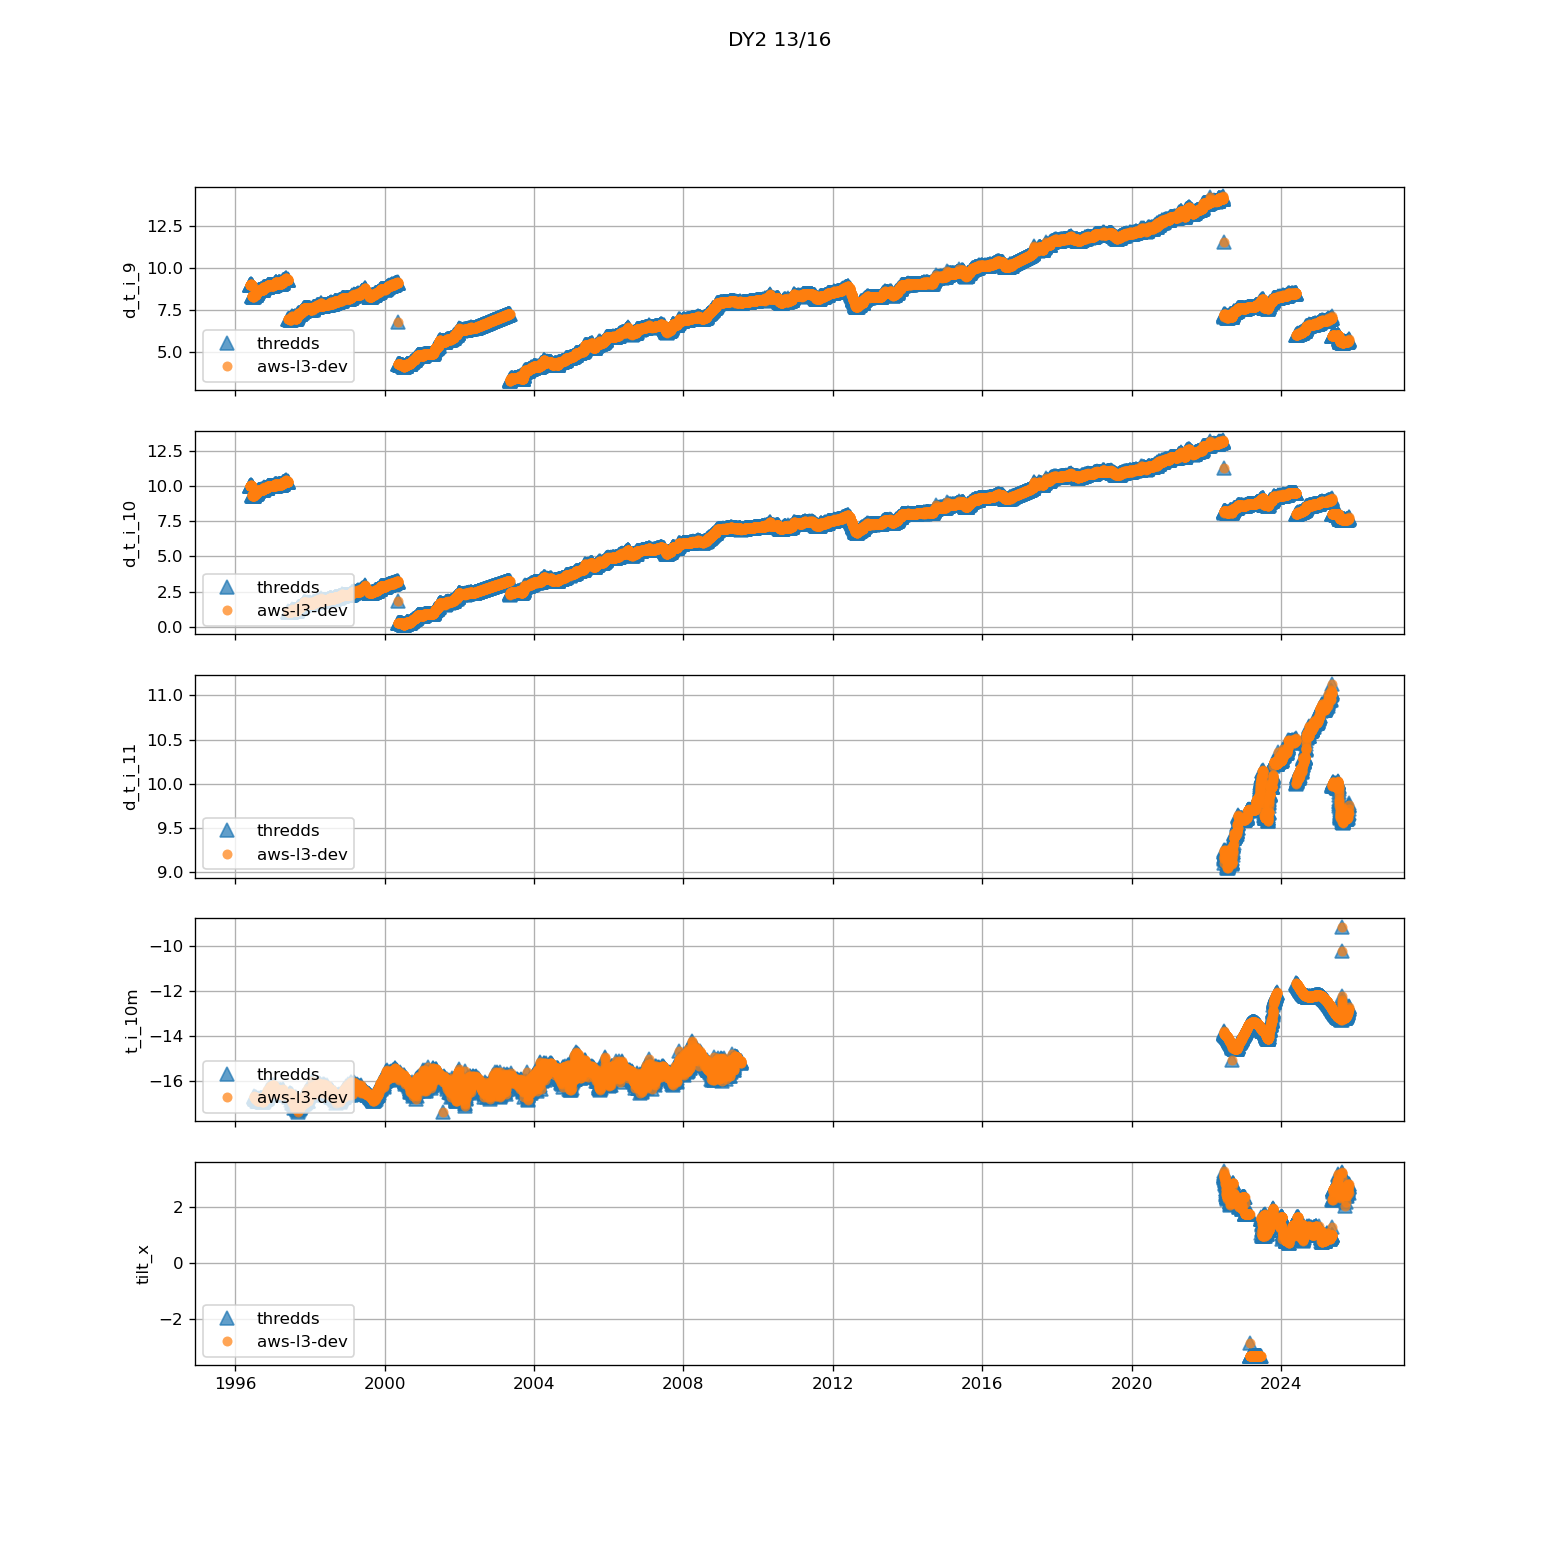 DY2 13/16
d_t_i_9
12.5
10.0
7.5
5.0
thredds
aws-l3-dev
d_t_i_10
12.5
10.0
7.5
5.0
2.5
0.0
thredds
aws-l3-dev
d_t_i_11
11.0
10.5
10.0
9.5
9.0
thredds
aws-l3-dev
t_i_10m
−10
−12
−14
−16
thredds
aws-l3-dev
tilt_x
2
0
−2
thredds
aws-l3-dev
1996 2000 2004 2008 2012 2016 2020 2024